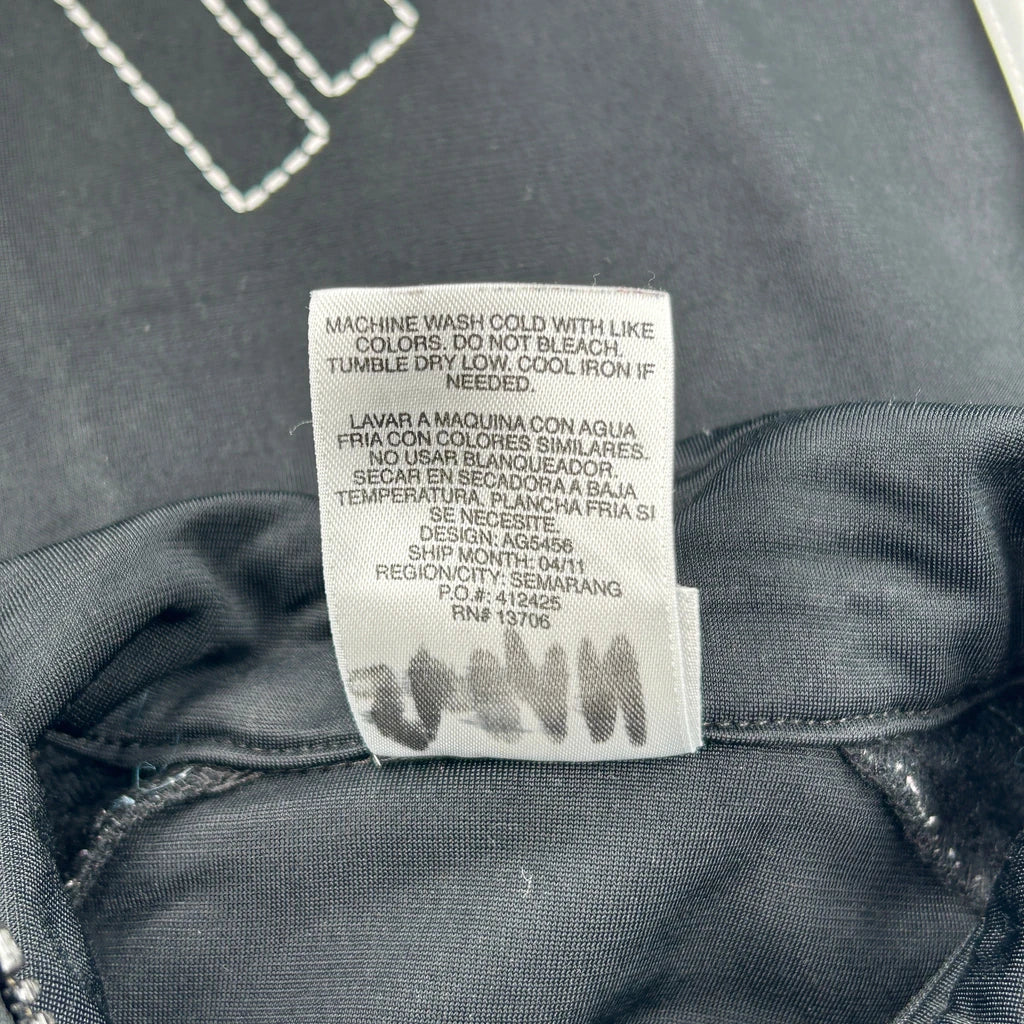 MACHINE WASH COLD WITH LIKE
COLORS. DO NOT BLEACH.
TUMBLE DRY LOW. COOL IRON IF
NEEDED.
LAVAR A MAQUINA CON AGUA
FRIA CON COLORES SIMILARES.
NO USAR BLANQUEADOR.
SECAR EN SECADORA A BAJA
TEMPERATURA. PLANCHA FRIA SI
SE NECESITE.
DESIGN: AG5456
SHIP MONTH: 04/11
REGION/CITY: SEMARANG
P.O.#: 412425
RN# 13706